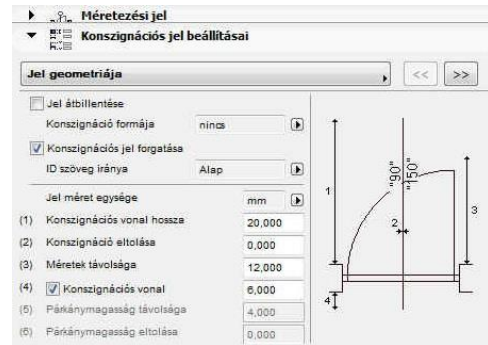 Méretezési jel
Konszignációs jel beállításai
Jel geometriája
<< >>
Jel átbillentése
Konszignáció formája nincs
Konszignációs jel forgatása
ID szöveg iránya Alap
Jel méret egysége mm
(1) Konszignációs vonal hossza 20,000
(2) Konszignáció eltolása 0,000
(3) Méretek távolsága 12,000
(4) Konszignációs vonal 6,000
(5) Párkánymagasság távolsága 4,000
(6) Párkánymagasság eltolása 0,000
"90"
"150"
1
2
3
4